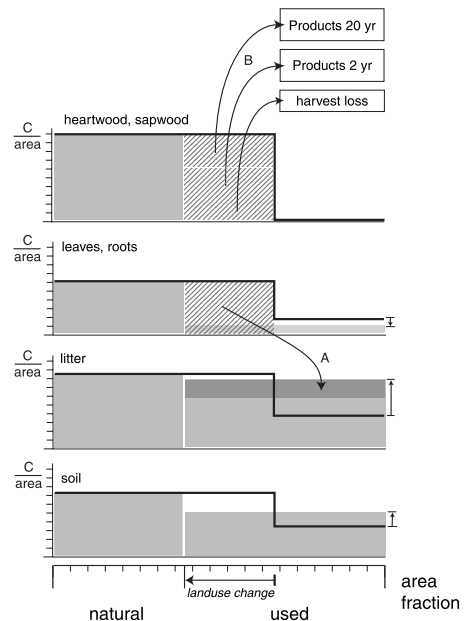 Products 20 yr
B
Products 2 yr
harvest loss
heartwood, sapwood
C
area
leaves, roots
C
area
A
litter
C
area
soil
C
area
landuse change
area
fraction
natural
used